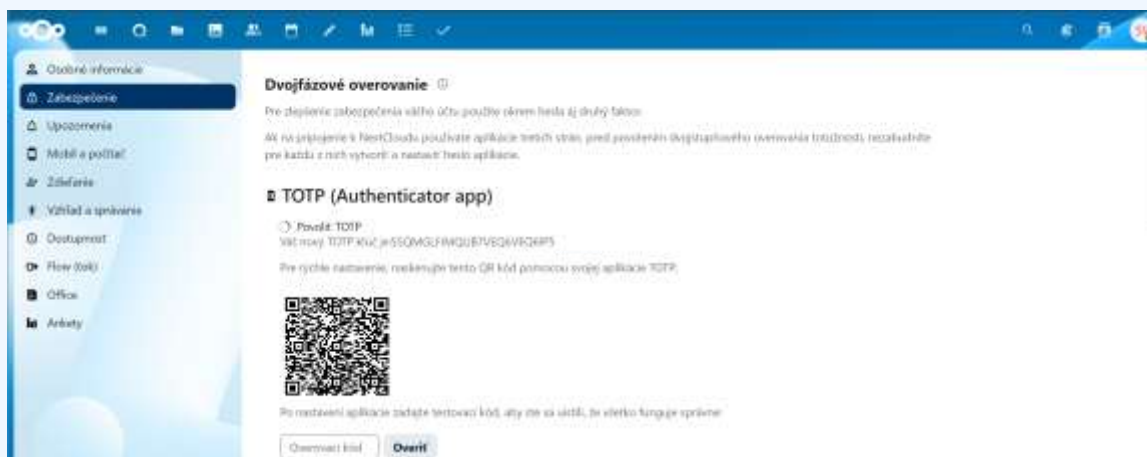 Osobné informácie
Zabezpečenie
Upozornenia
Mobil a počítač
Zdieľanie
Vzhľad a správanie
Dostupnosť
Flow (tok)
Office
Ankety
Dvojfázové overovanie
Pre zlepšenie zabezpečenia vášho účtu použite okrem hesla aj druhý faktor.
Ak na pripojenie k NextCloudu používate aplikácie tretích strán, pred povolením dvojstupňového overovania totožnosti, nezabudnite
pre každú z nich vytvoriť a nastaviť heslo aplikácie.
TOTP (Authenticator app)
Povoliť TOTP
Váš nový TOTP kľúč je
Pre rýchle nastavenie, naskenujte tento QR kód pomocou svojej aplikácie TOTP:
Po nastavení aplikácie zadajte testovací kód, aby ste sa uistili, že všetko funguje správne:
Overovací kód
Overiť